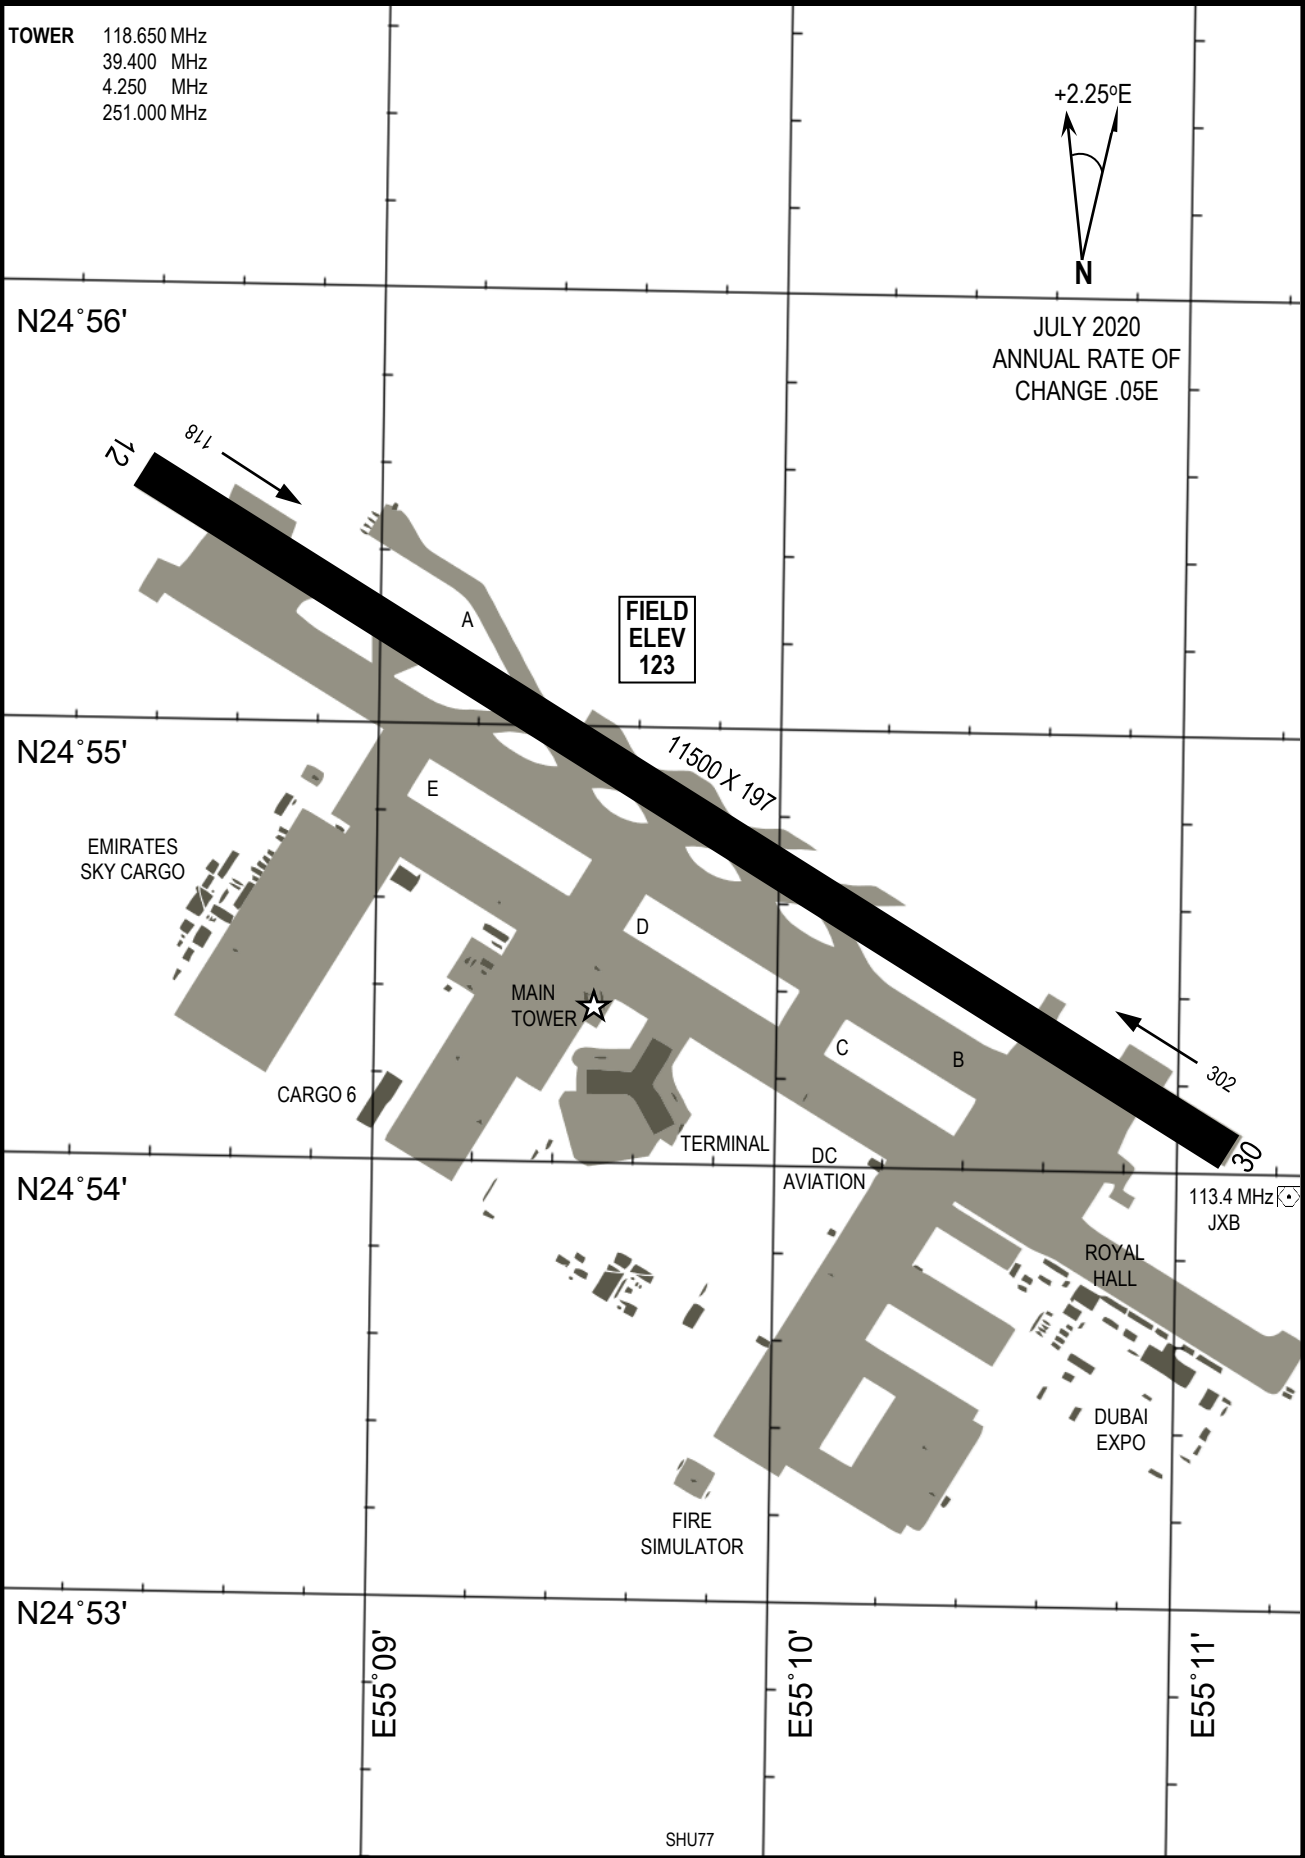 TOWER 118.650 MHz
39.400 MHz
4.250 MHz
251.000 MHz
+2.25°E
N
JULY 2020
ANNUAL RATE OF
CHANGE .05E
N24°56'
12
118
A
FIELD
ELEV
123
N24°55'
11500 X 197
E
EMIRATES
SKY CARGO
D
MAIN
TOWER
C
B
302
CARGO 6
TERMINAL
DC
AVIATION
30
N24°54'
113.4 MHz
JXB
ROYAL
HALL
DUBAI
EXPO
FIRE
SIMULATOR
N24°53'
E55°09'
E55°10'
E55°11'
SHU77